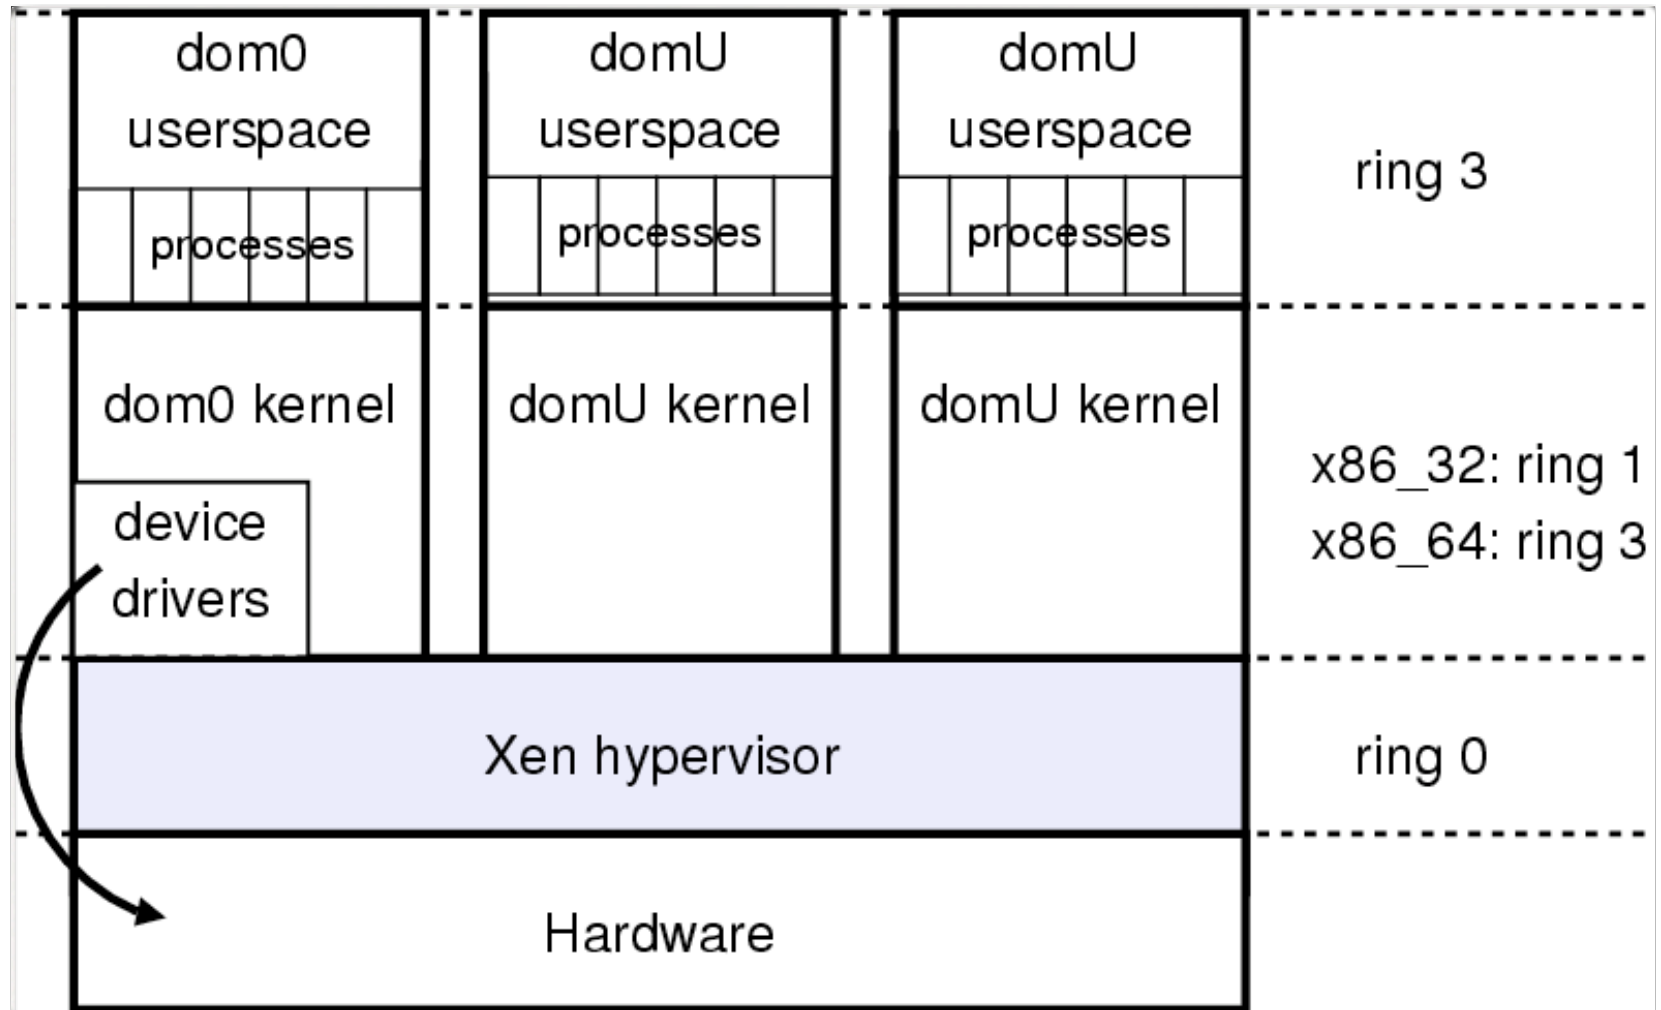 dom0
userspace
processes
domU
userspace
processes
domU
userspace
processes
ring 3
dom0 kernel
device
drivers
domU kernel
domU kernel
x86_32: ring 1
x86_64: ring 3
Xen hypervisor
ring 0
Hardware